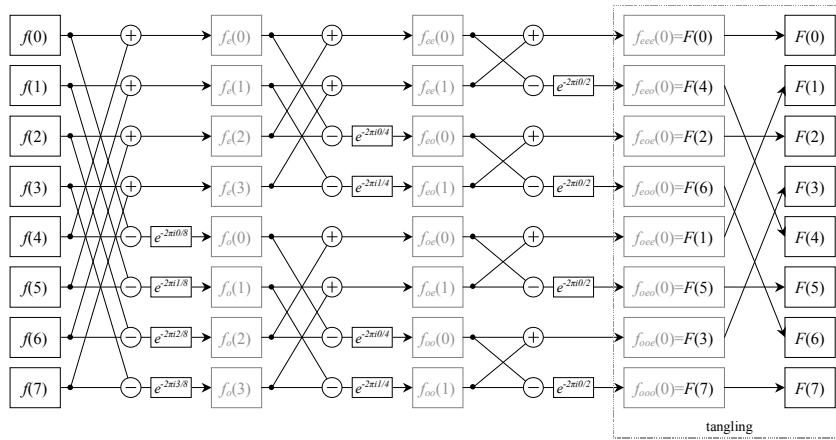 f(0) + f_e(0) + f_ee(0) + f_eee(0)=F(0) F(0)
f(1) + f_e(1) + f_ee(1) − e^-2πi0/2 f_eeo(0)=F(4) F(1)
f(2) + f_e(2) − e^-2πi0/4 f_eo(0) + f_eoe(0)=F(2) F(2)
f(3) + f_e(3) − e^-2πi1/4 f_eo(1) − e^-2πi0/2 f_eoo(0)=F(6) F(3)
f(4) − e^-2πi0/8 f_o(0) + f_oe(0) + f_oee(0)=F(1) F(4)
f(5) − e^-2πi1/8 f_o(1) + f_oe(1) − e^-2πi0/2 f_oeo(0)=F(5) F(5)
f(6) − e^-2πi2/8 f_o(2) − e^-2πi0/4 f_oo(0) + f_ooe(0)=F(3) F(6)
f(7) − e^-2πi3/8 f_o(3) − e^-2πi1/4 f_oo(1) − e^-2πi0/2 f_ooo(0)=F(7) F(7)
tangling